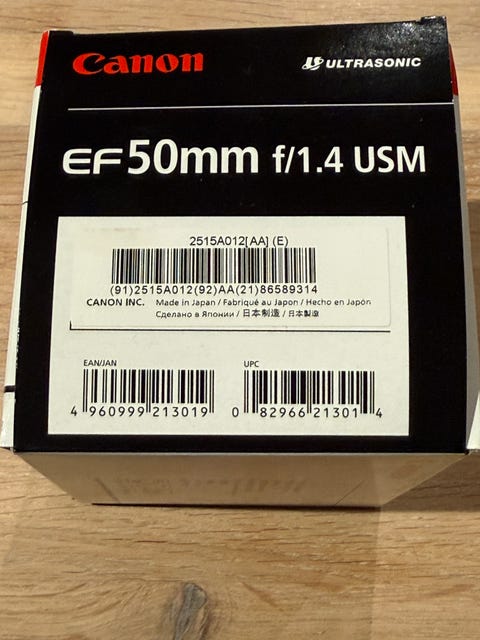 Canon
ULTRASONIC
EF50mm f/1.4 USM
2515A012[AA] (E)
(91)2515A012(92)AA(21)86589314
CANON INC. Made in Japan / Fabriqué au Japon / Hecho en Japón
Сделано в Японии / 日本制造 / 日本製造
EAN/JAN
UPC
4 960999 213019
0 82966 21301 4